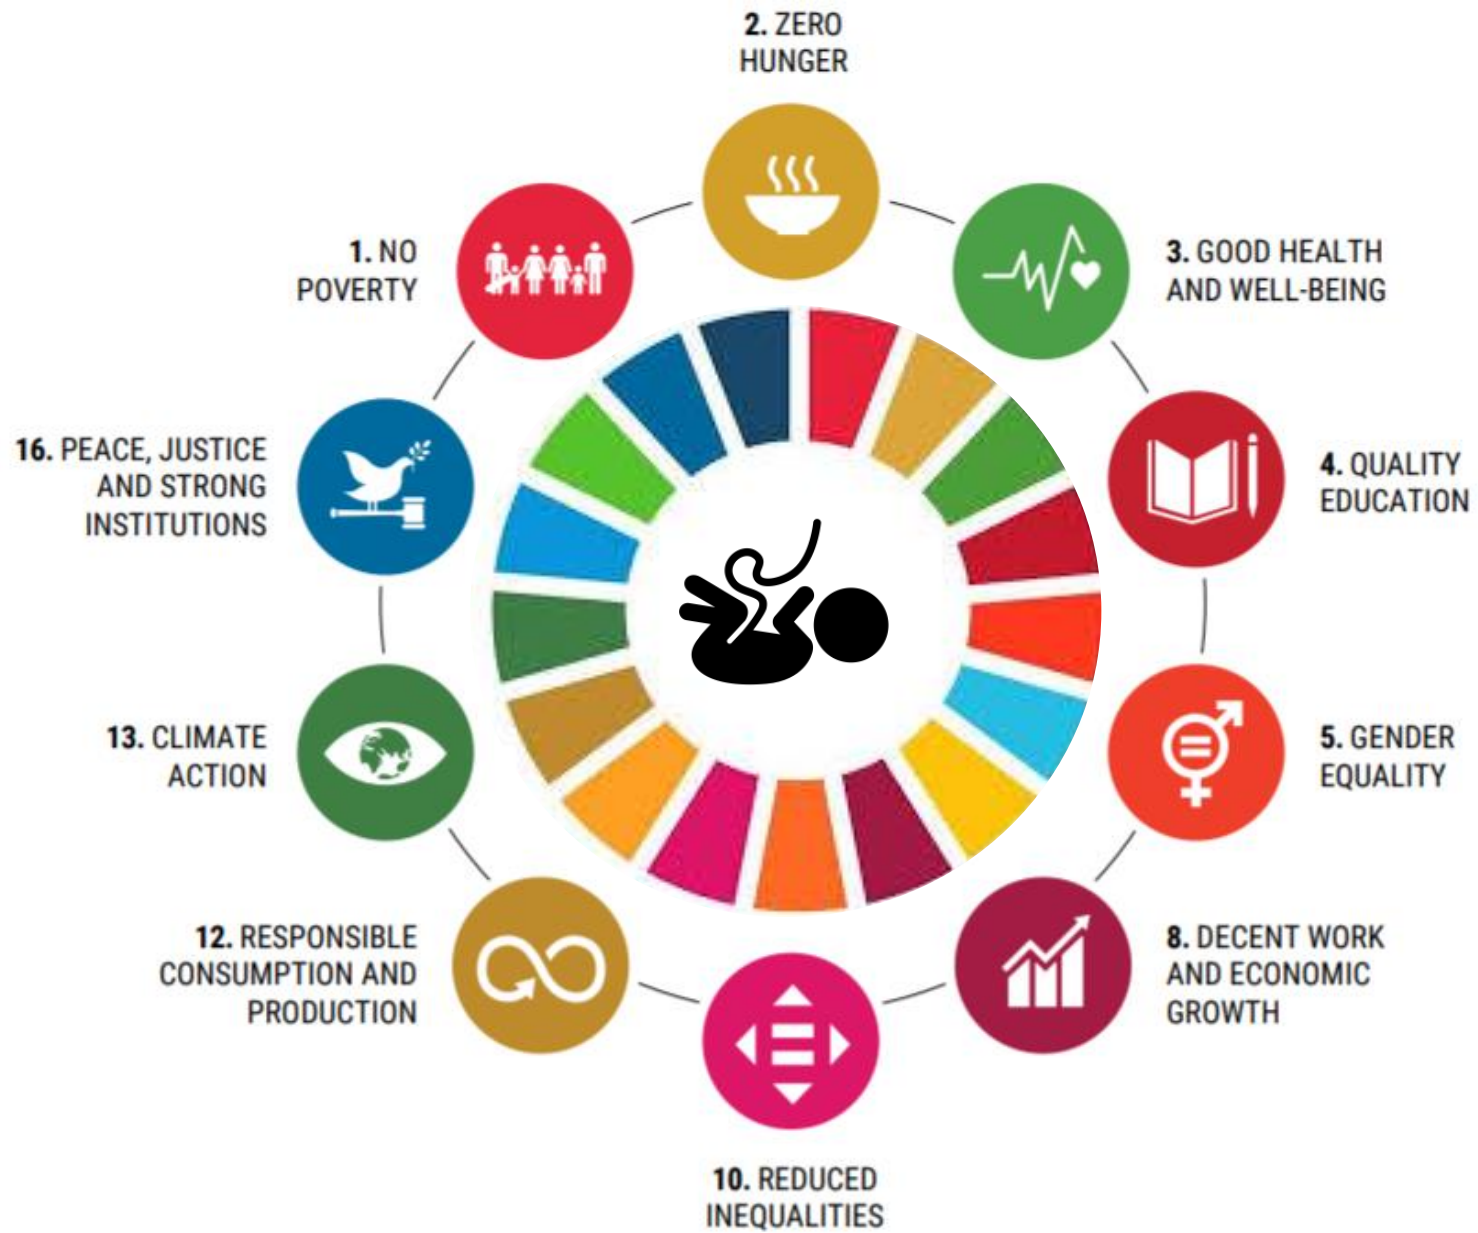 2. ZERO
HUNGER
1. NO
POVERTY
3. GOOD HEALTH
AND WELL-BEING
16. PEACE, JUSTICE
AND STRONG
INSTITUTIONS
4. QUALITY
EDUCATION
13. CLIMATE
ACTION
5. GENDER
EQUALITY
12. RESPONSIBLE
CONSUMPTION AND
PRODUCTION
8. DECENT WORK
AND ECONOMIC
GROWTH
10. REDUCED
INEQUALITIES